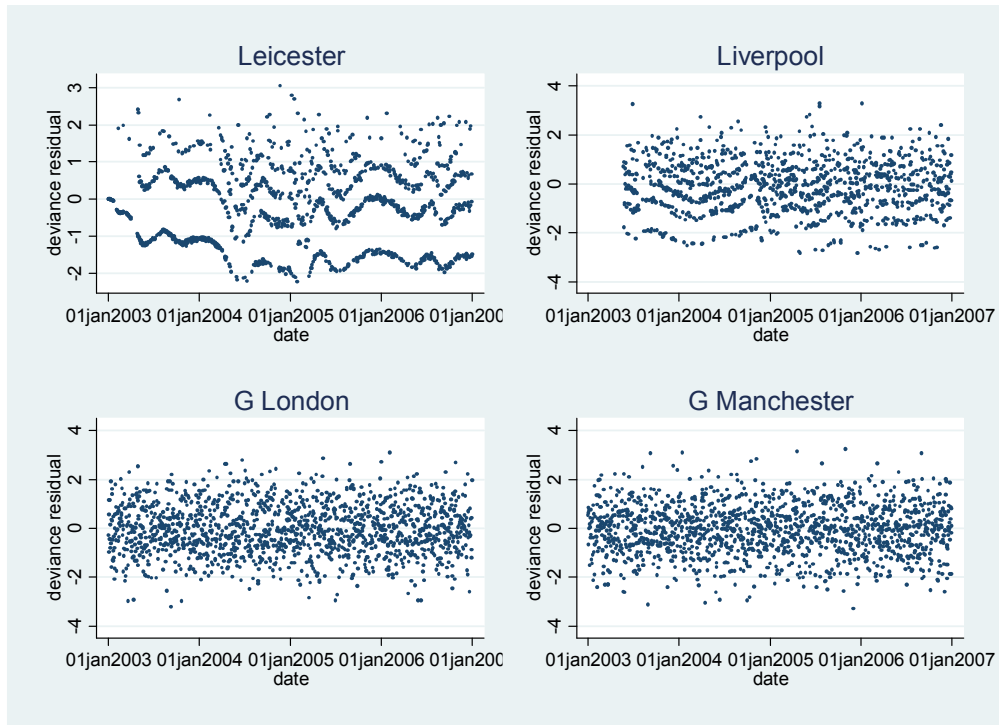 Leicester
deviance residual
3
2
1
0
-1
-2
01jan2003 01jan2004 01jan2005 01jan2006 01jan200
date
Liverpool
deviance residual
4
2
0
-2
-4
01jan2003 01jan2004 01jan2005 01jan2006 01jan2007
date
G London
deviance residual
4
2
0
-2
-4
01jan2003 01jan2004 01jan2005 01jan2006 01jan200
date
G Manchester
deviance residual
4
2
0
-2
-4
01jan2003 01jan2004 01jan2005 01jan2006 01jan2007
date